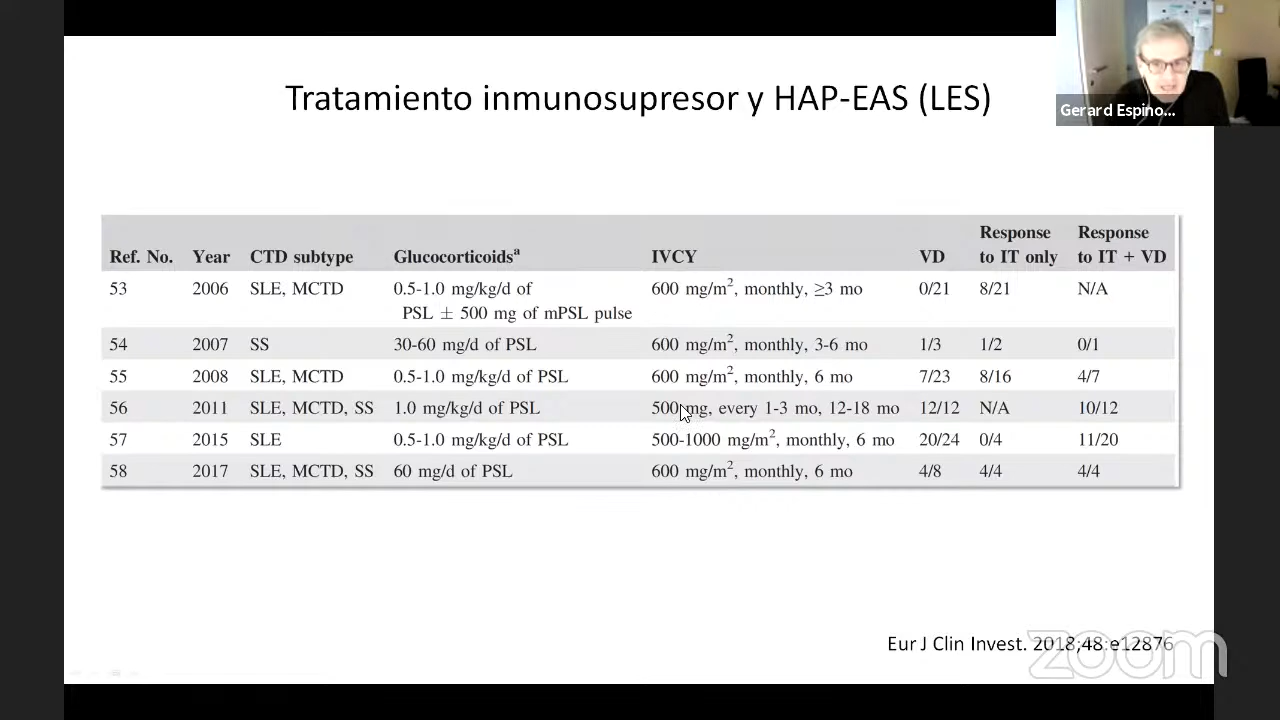 Gerard Espino...
Tratamiento inmunosupresor y HAP-EAS (LES)
Ref. No. Year CTD subtype Glucocorticoidsᵃ IVCY VD Response to IT only Response to IT + VD
53 2006 SLE, MCTD 0.5-1.0 mg/kg/d of PSL ± 500 mg of mPSL pulse 600 mg/m², monthly, ≥3 mo 0/21 8/21 N/A
54 2007 SS 30-60 mg/d of PSL 600 mg/m², monthly, 3-6 mo 1/3 1/2 0/1
55 2008 SLE, MCTD 0.5-1.0 mg/kg/d of PSL 600 mg/m², monthly, 6 mo 7/23 8/16 4/7
56 2011 SLE, MCTD, SS 1.0 mg/kg/d of PSL 500 mg, every 1-3 mo, 12-18 mo 12/12 N/A 10/12
57 2015 SLE 0.5-1.0 mg/kg/d of PSL 500-1000 mg/m², monthly, 6 mo 20/24 0/4 11/20
58 2017 SLE, MCTD, SS 60 mg/d of PSL 600 mg/m², monthly, 6 mo 4/8 4/4 4/4
Eur J Clin Invest. 2018;48:e12876
zoom